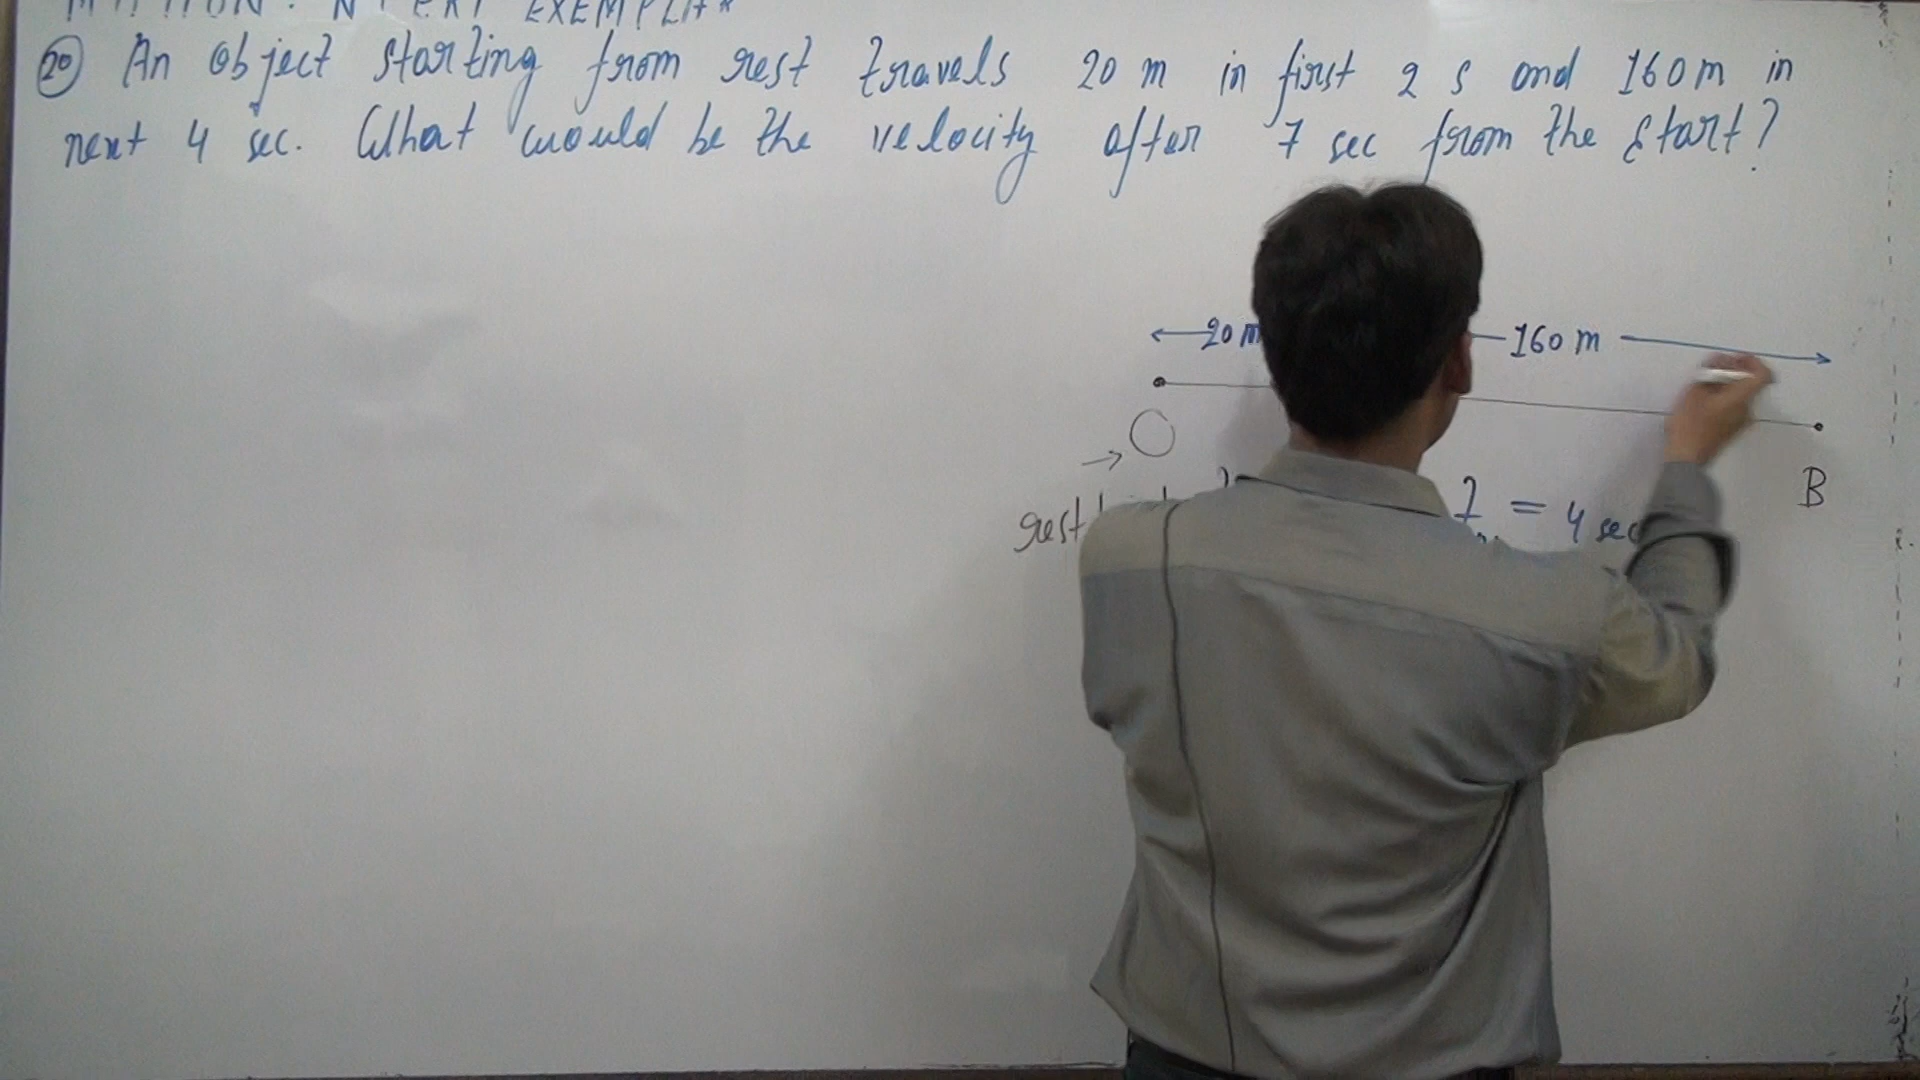 MOTION : NCERT EXEMPLAR
20 An object starting from rest travels 20 m in first 2 s and 160 m in
next 4 sec. What would be the velocity after 7 sec from the start?
20 m 160 m
O
B
rest
= 4 sec